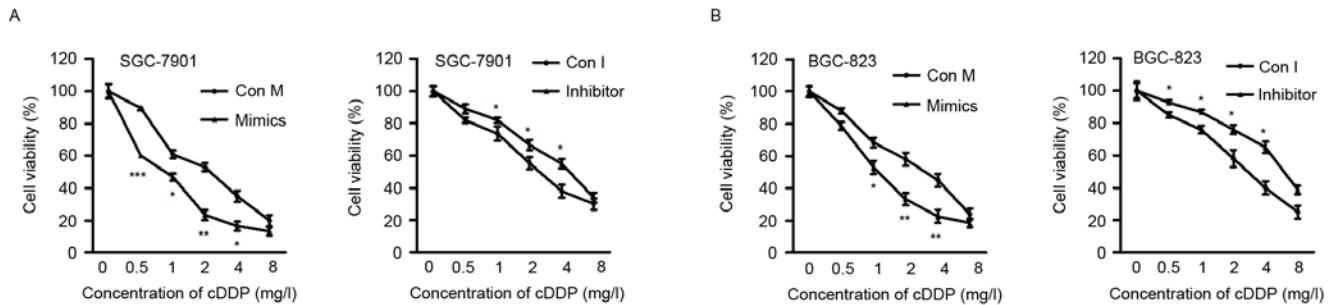 A
SGC-7901
Con M
Mimics
Cell viability (%)
120
100
80
60
40
20
0
***
*
**
*
0 0.5 1 2 4 8
Concentration of cDDP (mg/l)
SGC-7901
Con I
Inhibitor
Cell viability (%)
120
100
80
60
40
20
0
*
*
*
0 0.5 1 2 4 8
Concentration of cDDP (mg/l)
B
BGC-823
Con M
Mimics
Cell viability (%)
120
100
80
60
40
20
0
*
**
**
0 0.5 1 2 4 8
Concentration of cDDP (mg/l)
BGC-823
Con I
Inhibitor
Cell viability (%)
120
100
80
60
40
20
0
*
*
*
*
0 0.5 1 2 4 8
Concentration of cDDP (mg/l)